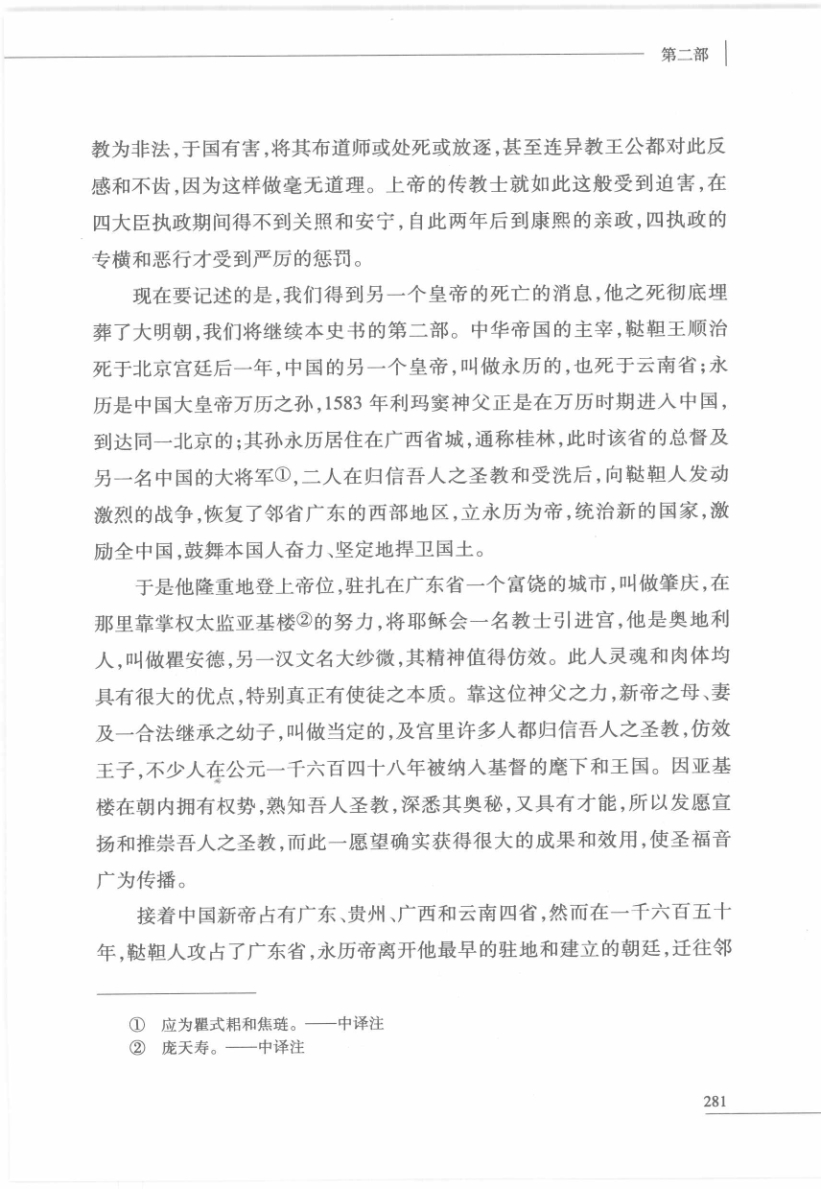 第二部
教为非法,于国有害,将其布道师或处死或放逐,甚至连异教王公都对此反
感和不齿,因为这样做毫无道理。上帝的传教士就如此这般受到迫害,在
四大臣执政期间得不到关照和安宁,自此两年后到康熙的亲政,四执政的
专横和恶行才受到严厉的惩罚。
现在要记述的是,我们得到另一个皇帝的死亡的消息,他之死彻底埋
葬了大明朝,我们将继续本史书的第二部。中华帝国的主宰,鞑靼王顺治
死于北京宫廷后一年,中国的另一个皇帝,叫做永历的,也死于云南省;永
历是中国大皇帝万历之孙,1583 年利玛窦神父正是在万历时期进入中国,
到达同一北京的;其孙永历居住在广西省城,通称桂林,此时该省的总督及
另一名中国的大将军①,二人在归信吾人之圣教和受洗后,向鞑靼人发动
激烈的战争,恢复了邻省广东的西部地区,立永历为帝,统治新的国家,激
励全中国,鼓舞本国人奋力、坚定地捍卫国土。
于是他隆重地登上帝位,驻扎在广东省一个富饶的城市,叫做肇庆,在
那里靠掌权太监亚基楼②的努力,将耶稣会一名教士引进宫,他是奥地利
人,叫做瞿安德,另一汉文名大纱微,其精神值得仿效。此人灵魂和肉体均
具有很大的优点,特别真正有使徒之本质。靠这位神父之力,新帝之母、妻
及一合法继承之幼子,叫做当定的,及宫里许多人都归信吾人之圣教,仿效
王子,不少人在公元一千六百四十八年被纳入基督的麾下和王国。因亚基
楼在朝内拥有权势,熟知吾人圣教,深悉其奥秘,又具有才能,所以发愿宣
扬和推崇吾人之圣教,而此一愿望确实获得很大的成果和效用,使圣福音
广为传播。
接着中国新帝占有广东、贵州、广西和云南四省,然而在一千六百五十
年,鞑靼人攻占了广东省,永历帝离开他最早的驻地和建立的朝廷,迁往邻
① 应为瞿式耜和焦琏。——中译注
② 庞天寿。——中译注
281